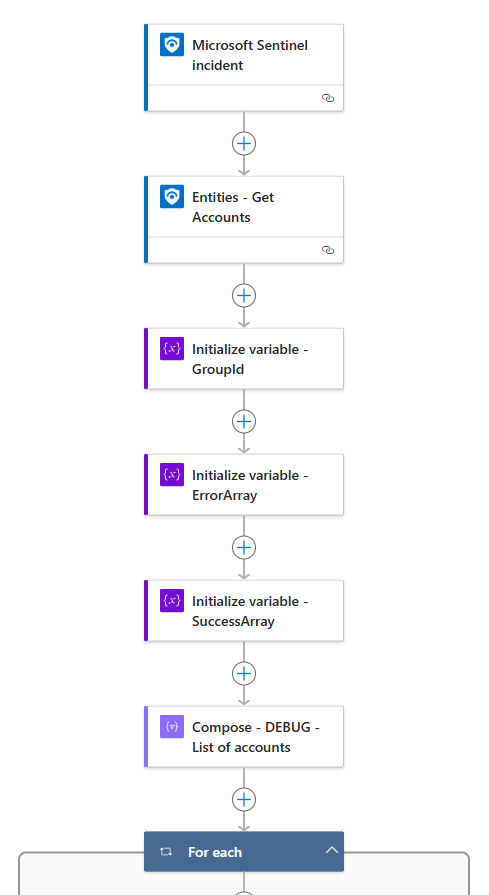 Microsoft Sentinel
incident
Entities - Get
Accounts
{x}
Initialize variable -
GroupId
{x}
Initialize variable -
ErrorArray
{x}
Initialize variable -
SuccessArray
Compose - DEBUG -
List of accounts
For each